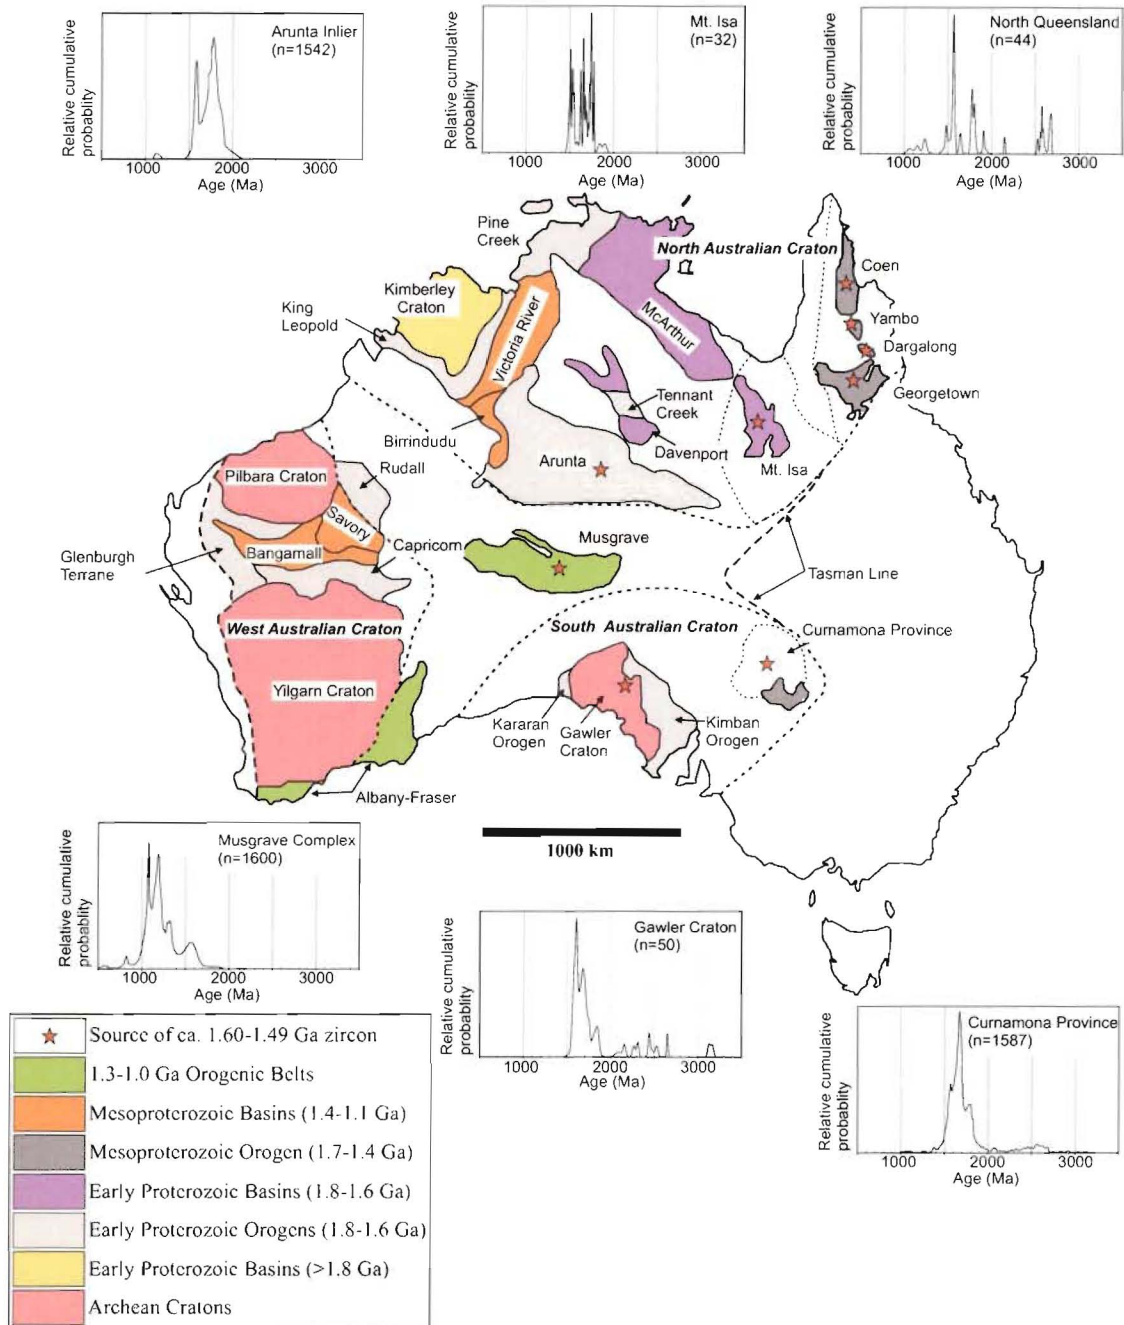 Arunta Inlier
(n=1542)
Relative cumulative
probablity
1000 2000 3000
Age (Ma)
Mt. Isa
(n=32)
Relative cumulative
probablity
1000 2000 3000
Age (Ma)
North Queensland
(n=44)
Relative cumulative
probablity
1000 2000 3000
Age (Ma)
Pine
Creek
North Australian Craton
Coen
Kimberley
Craton
King
Leopold
Victoria River
McArthur
Yambo
Dargalong
Georgetown
Tennant
Creek
Birrindudu
Davenport
Mt. Isa
Arunta
Rudall
Pilbara Craton
Savory
Capricorn
Bangamall
Glenburgh
Terrane
Musgrave
Tasman Line
West Australian Craton
South Australian Craton
Curnamona Province
Yilgarn Craton
Kararan
Orogen
Gawler
Craton
Kimban
Orogen
Albany-Fraser
1000 km
Musgrave Complex
(n=1600)
Relative cumulative
probablity
1000 2000 3000
Age (Ma)
Gawler Craton
(n=50)
Relative cumulative
probablity
1000 2000 3000
Age (Ma)
Curnamona Province
(n=1587)
Relative cumulative
probablity
1000 2000 3000
Age (Ma)
Source of ca. 1.60-1.49 Ga zircon
1.3-1.0 Ga Orogenic Belts
Mesoproterozoic Basins (1.4-1.1 Ga)
Mesoproterozoic Orogen (1.7-1.4 Ga)
Early Proterozoic Basins (1.8-1.6 Ga)
Early Proterozoic Orogens (1.8-1.6 Ga)
Early Proterozoic Basins (>1.8 Ga)
Archean Cratons